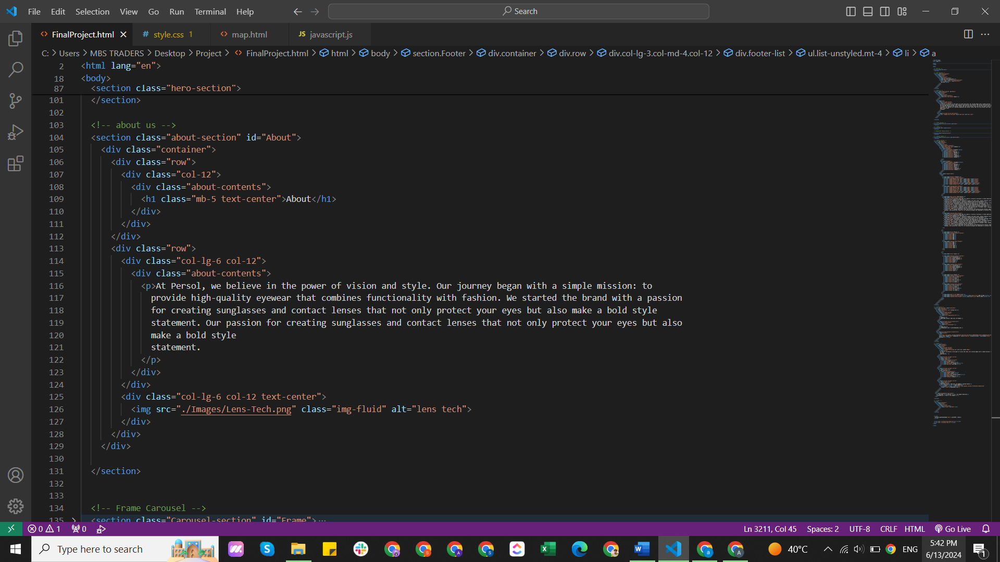 File Edit Selection View Go Run Terminal Help
Search
FinalProject.html
style.css 1
map.html
JS javascript.js
C: > Users > MBS TRADERS > Desktop > Project > FinalProject.html > html > body > section.Footer > div.container > div.row > div.col-lg-3.col-md-4.col-12 > div.footer-list > ul.list-unstyled.mt-4 > li > a
2 <html lang="en">
18 <body>
87 <section class="hero-section">
101 </section>
102
103 <!-- about us -->
104 <section class="about-section" id="About">
105 <div class="container">
106 <div class="row">
107 <div class="col-12">
108 <div class="about-contents">
109 <h1 class="mb-5 text-center">About</h1>
110 </div>
111 </div>
112 </div>
113 <div class="row">
114 <div class="col-lg-6 col-12">
115 <div class="about-contents">
116 <p>At Persol, we believe in the power of vision and style. Our journey began with a simple mission: to
117 provide high-quality eyewear that combines functionality with fashion. We started the brand with a passion
118 for creating sunglasses and contact lenses that not only protect your eyes but also make a bold style
119 statement. Our passion for creating sunglasses and contact lenses that not only protect your eyes but also
120 make a bold style
121 statement.
122 </p>
123 </div>
124 </div>
125 <div class="col-lg-6 col-12 text-center">
126 <img src="./Images/Lens-Tech.png" class="img-fluid" alt="lens tech">
127 </div>
128 </div>
129 </div>
130
131 </section>
132
133
134 <!-- Frame Carousel -->
135 <section class="Carousel-section" id="Frame">…
0 1 0
Ln 3211, Col 45 Spaces: 2 UTF-8 CRLF HTML Go Live
Type here to search
40°C
ENG
5:42 PM
6/13/2024
1